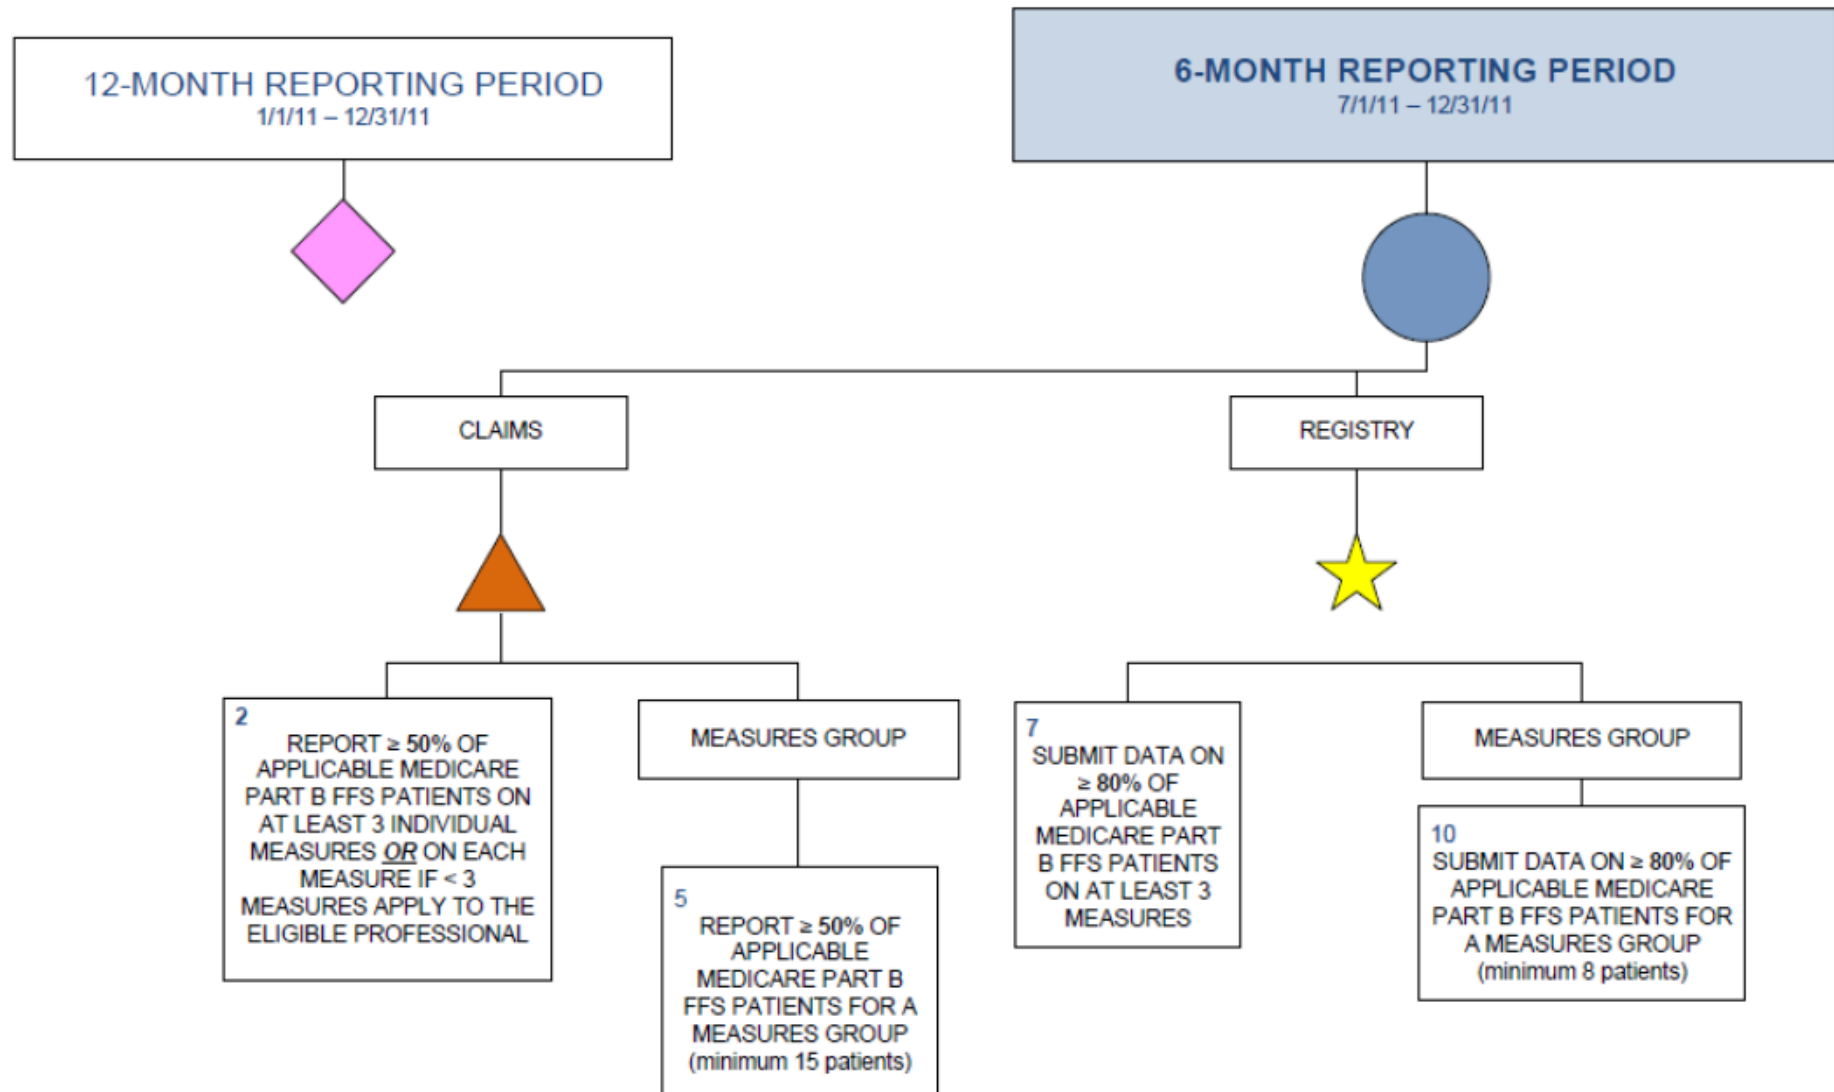 12-MONTH REPORTING PERIOD
1/1/11 – 12/31/11
6-MONTH REPORTING PERIOD
7/1/11 – 12/31/11
CLAIMS
REGISTRY
2
REPORT ≥ 50% OF
APPLICABLE MEDICARE
PART B FFS PATIENTS ON
AT LEAST 3 INDIVIDUAL
MEASURES OR ON EACH
MEASURE IF < 3
MEASURES APPLY TO THE
ELIGIBLE PROFESSIONAL
MEASURES GROUP
5
REPORT ≥ 50% OF
APPLICABLE
MEDICARE PART B
FFS PATIENTS FOR A
MEASURES GROUP
(minimum 15 patients)
7
SUBMIT DATA ON
≥ 80% OF
APPLICABLE
MEDICARE PART
B FFS PATIENTS
ON AT LEAST 3
MEASURES
MEASURES GROUP
10
SUBMIT DATA ON ≥ 80% OF
APPLICABLE MEDICARE
PART B FFS PATIENTS FOR
A MEASURES GROUP
(minimum 8 patients)